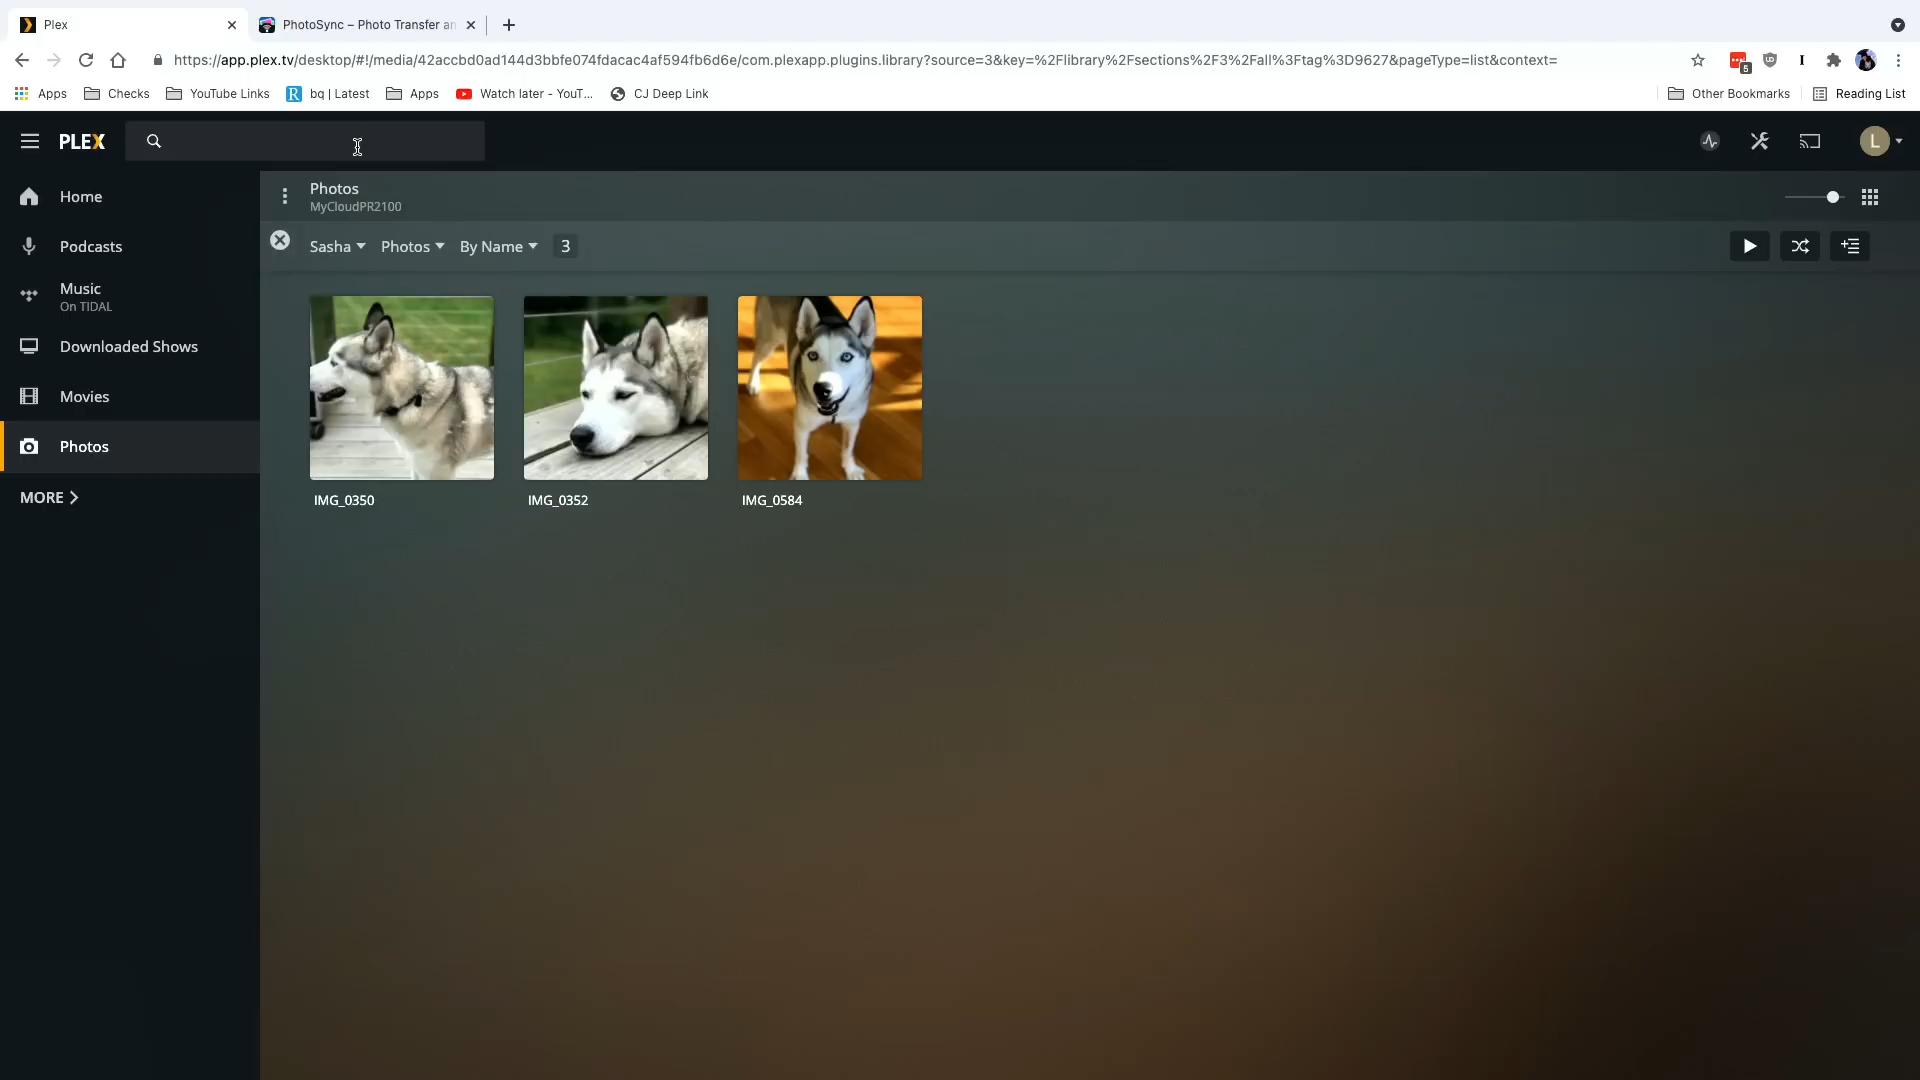 Plex
PhotoSync – Photo Transfer an
https://app.plex.tv/desktop/#!/media/42accbd0ad144d3bbfe074fdacac4af594fb6d6e/com.plexapp.plugins.library?source=3&key=%2Flibrary%2Fsections%2F3%2Fall%3Ftag%3D9627&pageType=list&context=
5
Apps
Checks
YouTube Links
R
bq | Latest
Apps
Watch later - YouT...
CJ Deep Link
Other Bookmarks
Reading List
PLEX
L
Home
Podcasts
Music
On TIDAL
Downloaded Shows
Movies
Photos
MORE
Photos
MyCloudPR2100
Sasha
Photos
By Name
3
IMG_0350
IMG_0352
IMG_0584